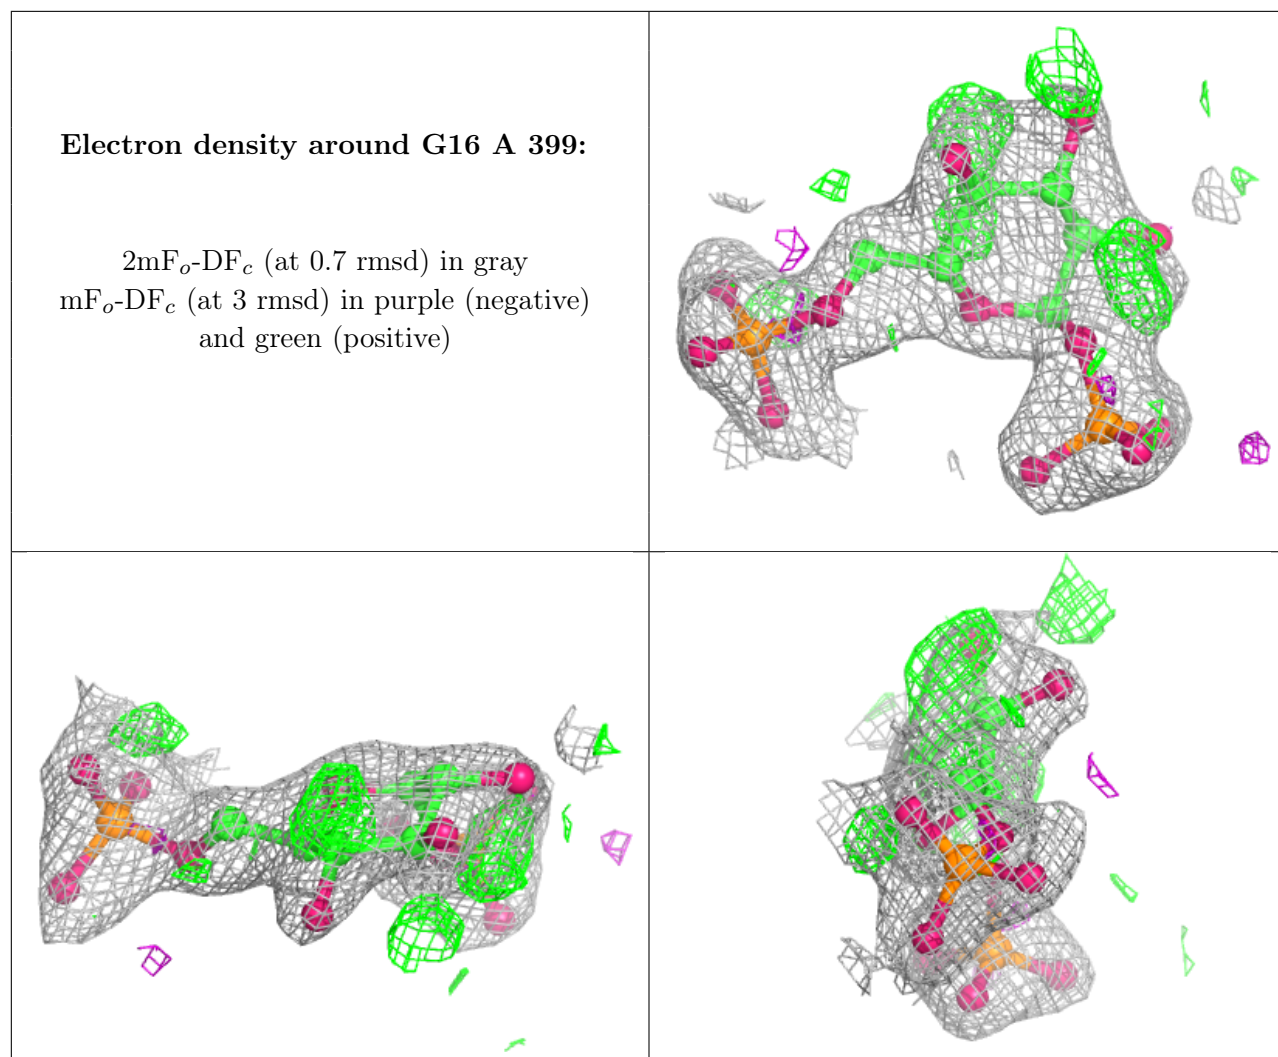 Electron density around G16 A 399:
2mFo-DFc (at 0.7 rmsd) in gray
mFo-DFc (at 3 rmsd) in purple (negative)
and green (positive)